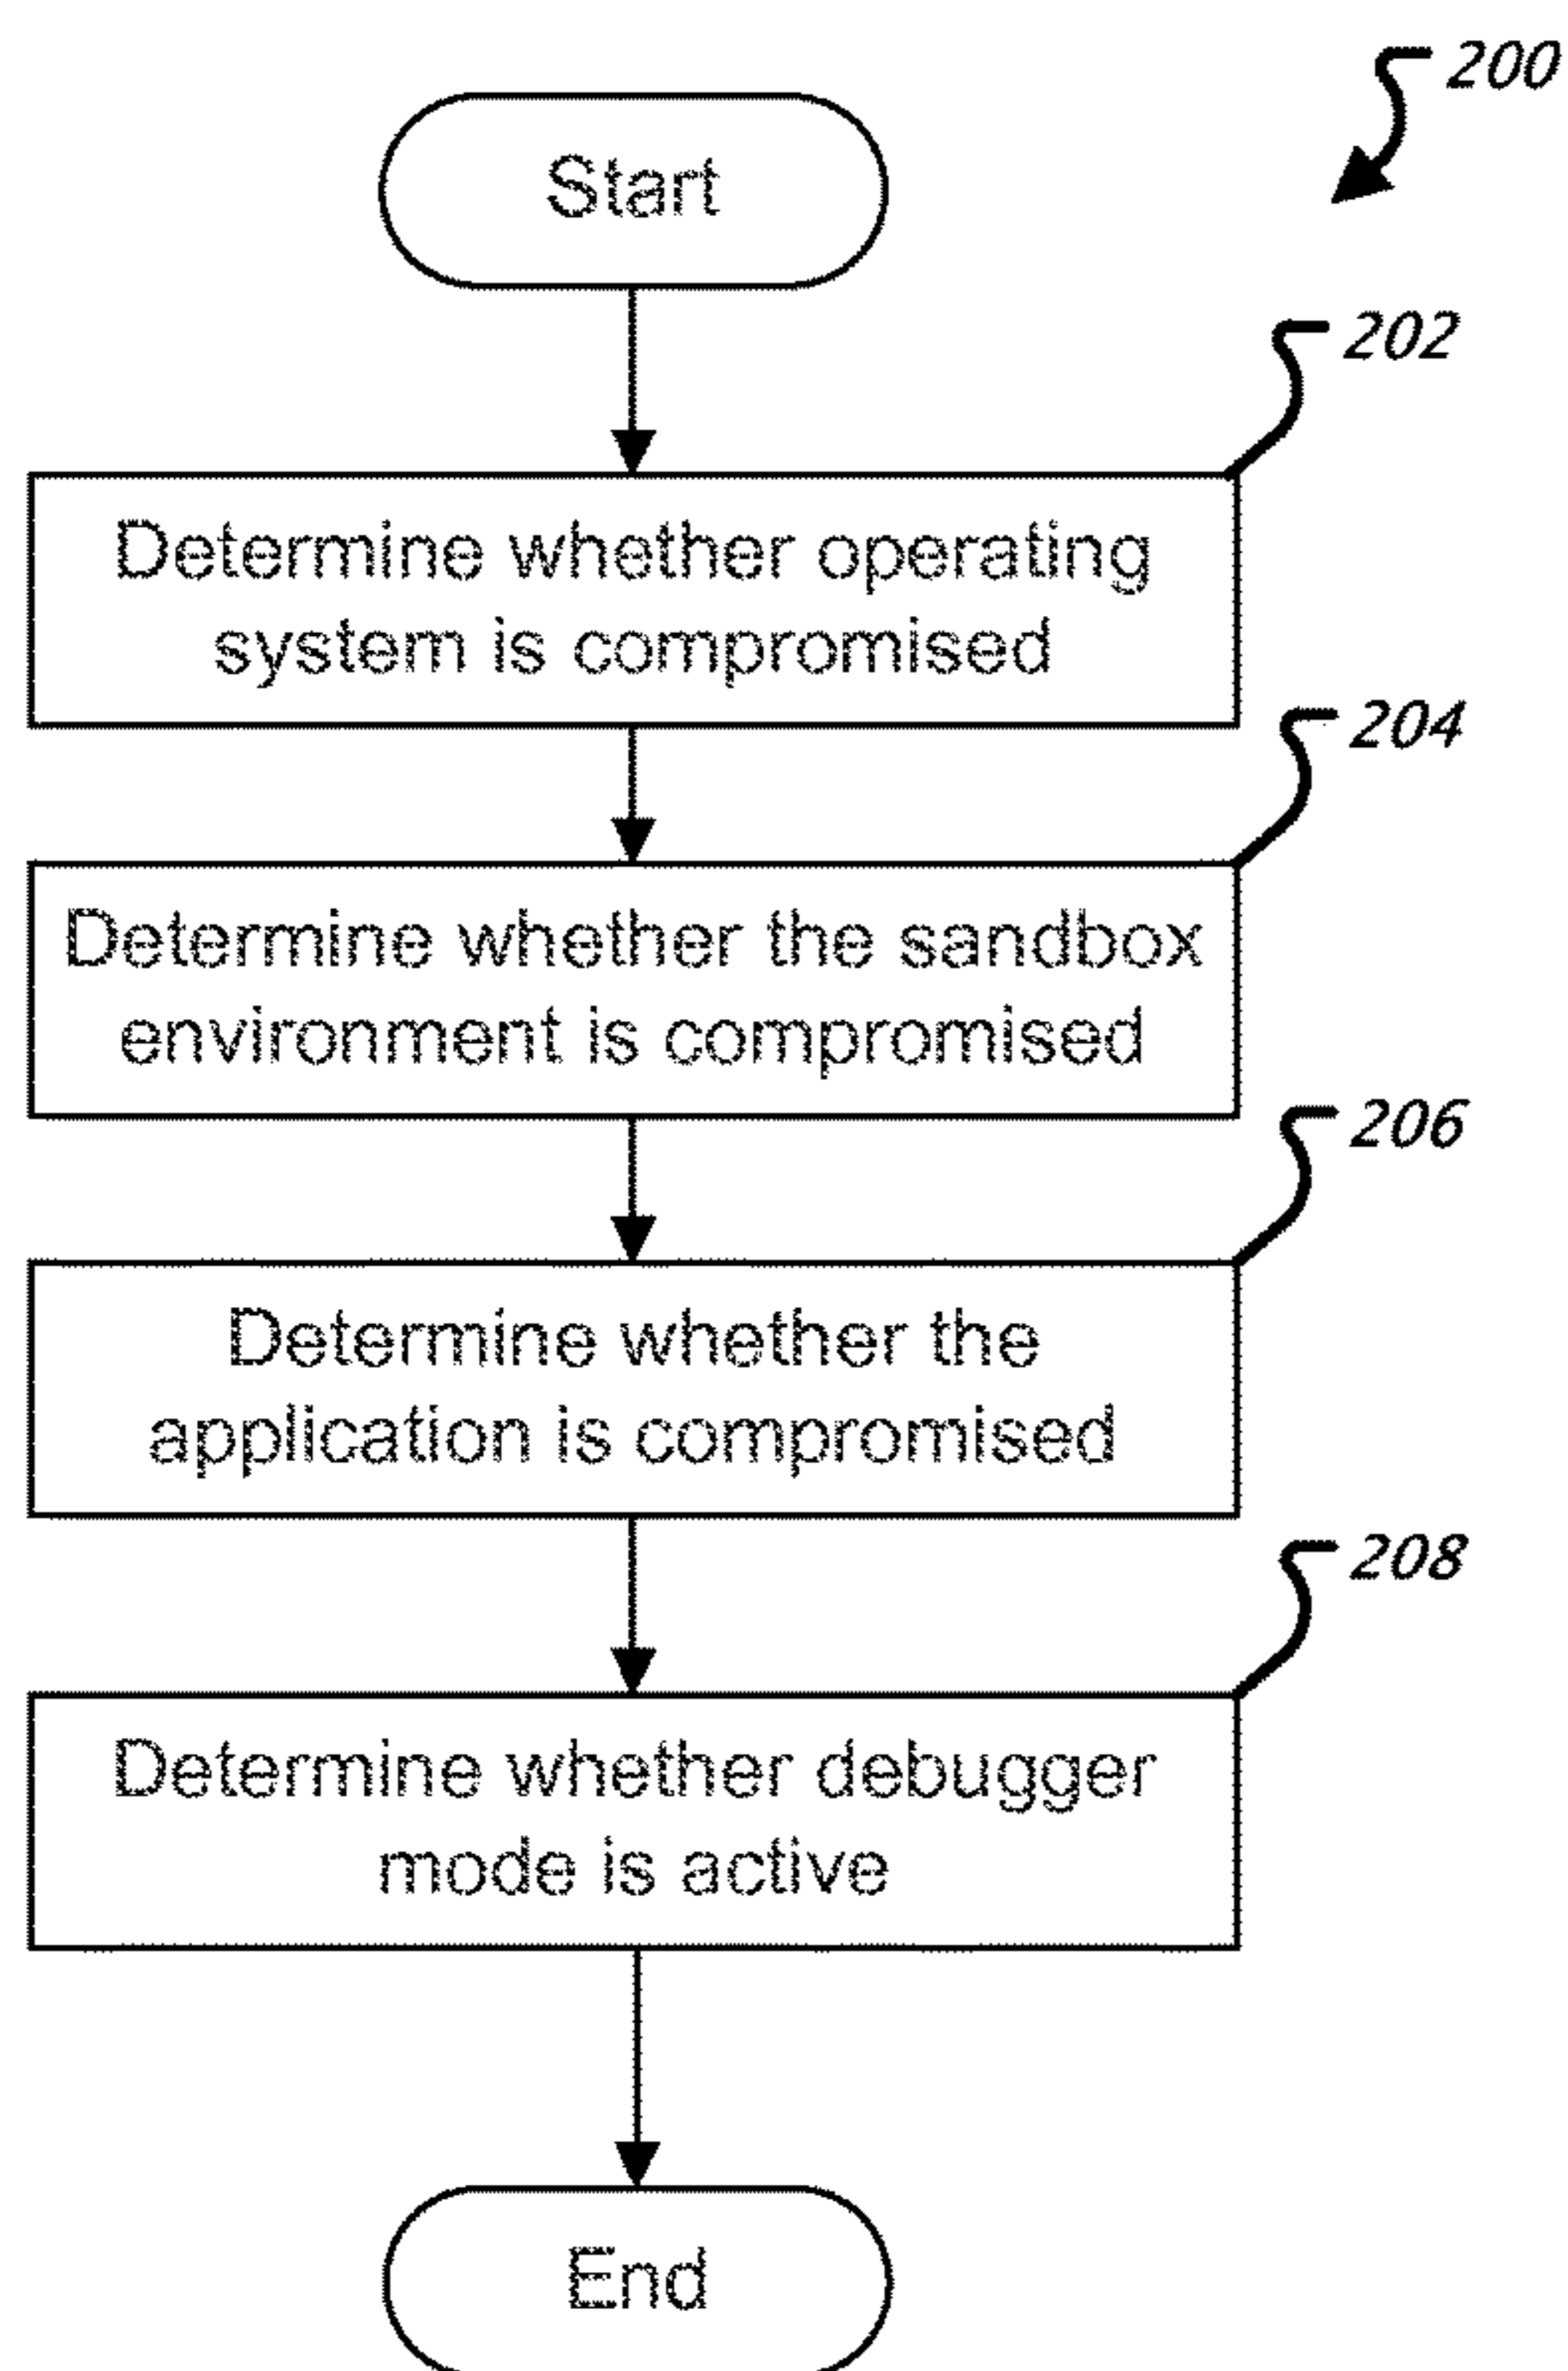 200
Start
202
Determine whether operating
system is compromised
204
Determine whether the sandbox
environment is compromised
206
Determine whether the
application is compromised
208
Determine whether debugger
mode is active
End